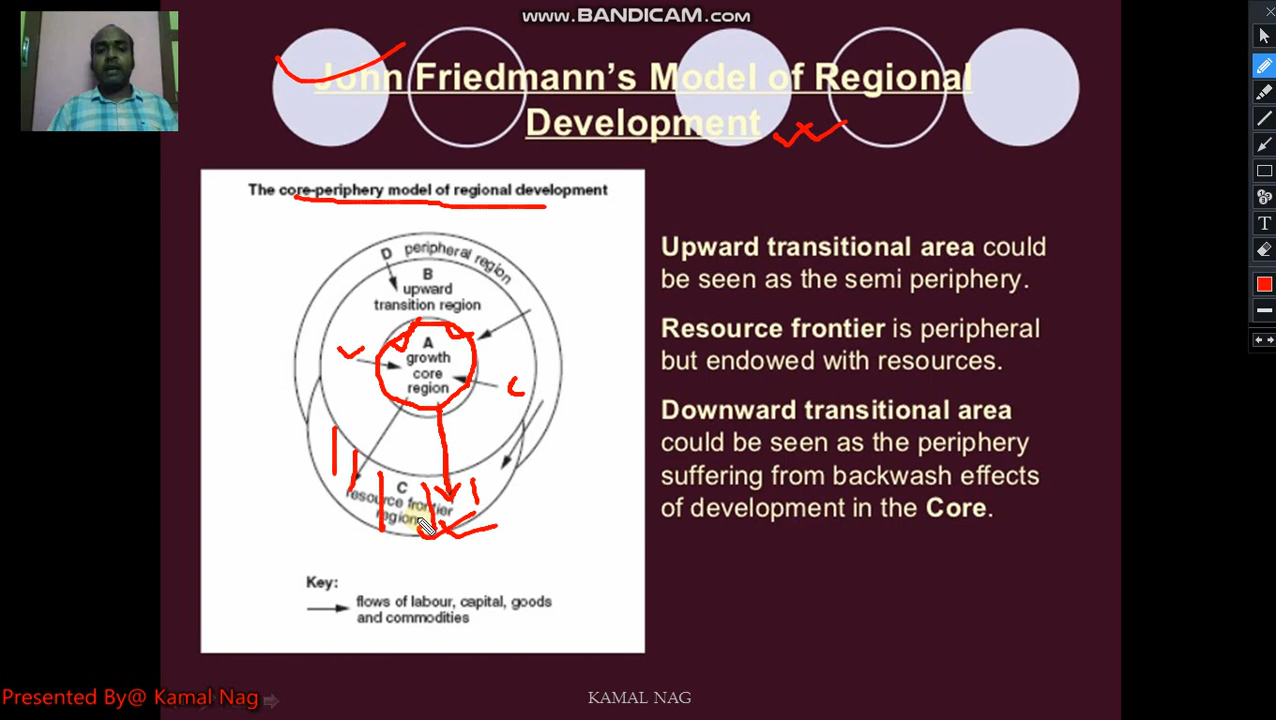 www.BANDICAM.com
John Friedmann's Model of Regional
Development
The core-periphery model of regional development
D peripheral region
B
upward
transition region
A
growth
core
region
C
resource frontier
region
Key:
flows of labour, capital, goods
and commodities
Upward transitional area could
be seen as the semi periphery.
Resource frontier is peripheral
but endowed with resources.
Downward transitional area
could be seen as the periphery
suffering from backwash effects
of development in the Core.
Presented By@ Kamal Nag
KAMAL NAG
T